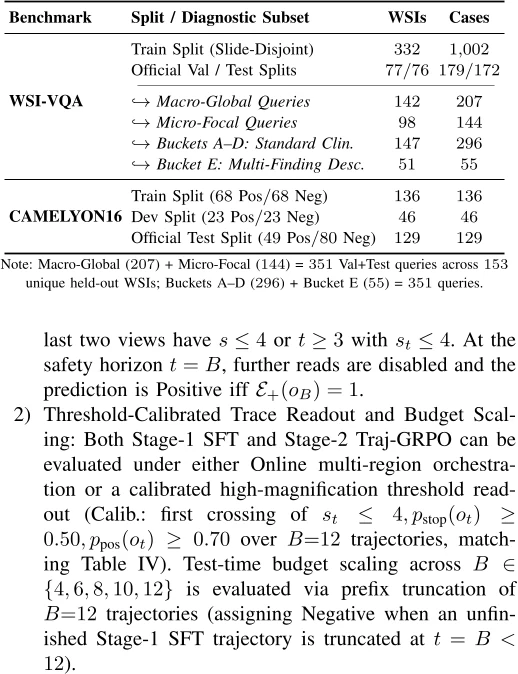 Benchmark Split / Diagnostic Subset WSIs Cases
Train Split (Slide-Disjoint) 332 1,002
Official Val / Test Splits 77/76 179/172
WSI-VQA
↪ Macro-Global Queries 142 207
↪ Micro-Focal Queries 98 144
↪ Buckets A–D: Standard Clin. 147 296
↪ Bucket E: Multi-Finding Desc. 51 55
Train Split (68 Pos/68 Neg) 136 136
CAMELYON16 Dev Split (23 Pos/23 Neg) 46 46
Official Test Split (49 Pos/80 Neg) 129 129
Note: Macro-Global (207) + Micro-Focal (144) = 351 Val+Test queries across 153
unique held-out WSIs; Buckets A–D (296) + Bucket E (55) = 351 queries.
last two views have s ≤ 4 or t ≥ 3 with s_t ≤ 4. At the
safety horizon t = B, further reads are disabled and the
prediction is Positive iff ℰ₊(o_B) = 1.
2) Threshold-Calibrated Trace Readout and Budget Scal-
ing: Both Stage-1 SFT and Stage-2 Traj-GRPO can be
evaluated under either Online multi-region orchestra-
tion or a calibrated high-magnification threshold read-
out (Calib.: first crossing of s_t ≤ 4, p_stop(o_t) ≥
0.50, p_pos(o_t) ≥ 0.70 over B=12 trajectories, match-
ing Table IV). Test-time budget scaling across B ∈
{4, 6, 8, 10, 12} is evaluated via prefix truncation of
B=12 trajectories (assigning Negative when an unfin-
ished Stage-1 SFT trajectory is truncated at t = B <
12).